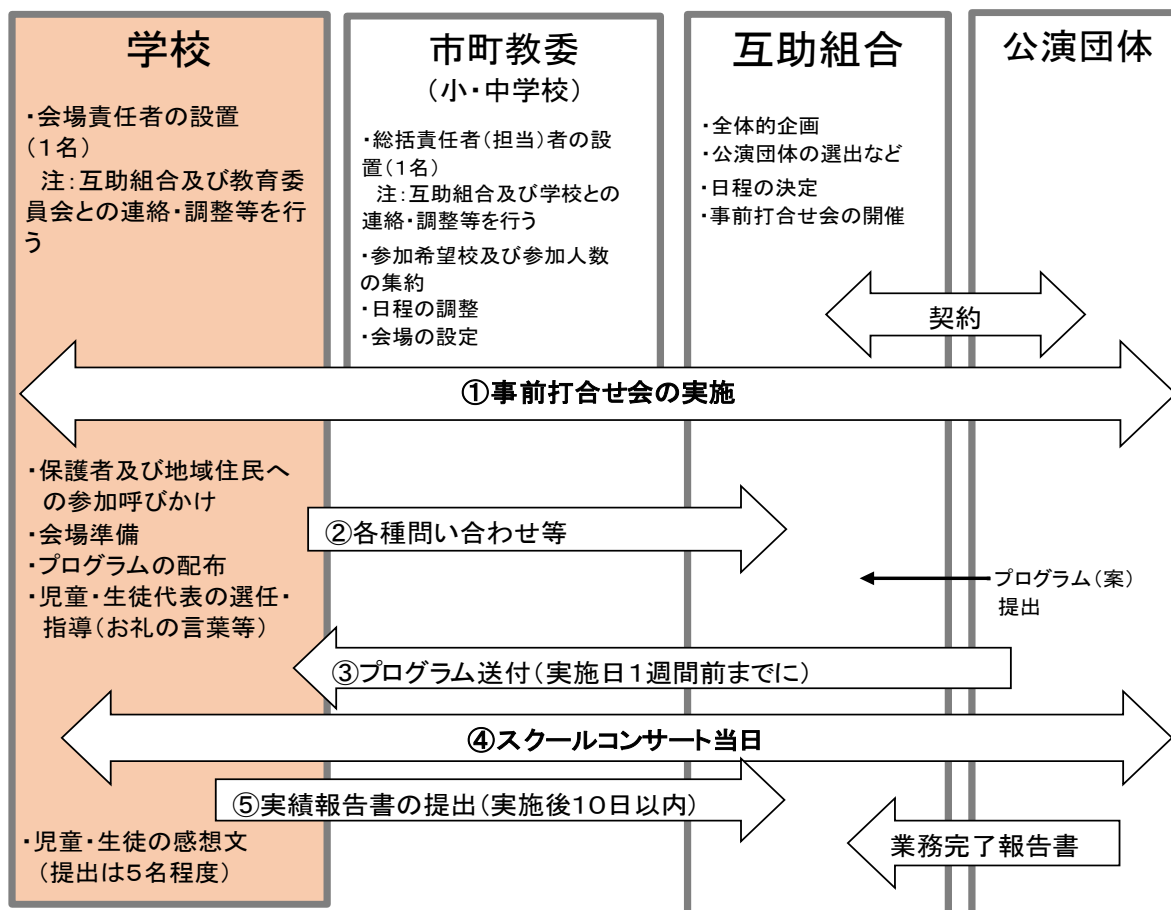 学校
・会場責任者の設置
(1名)
注:互助組合及び教育委
員会との連絡・調整等を行
う
市町教委
(小・中学校)
・総括責任者(担当)者の設
置(1名)
注:互助組合及び学校との
連絡・調整等を行う
・参加希望校及び参加人数
の集約
・日程の調整
・会場の設定
互助組合
・全体的企画
・公演団体の選出など
・日程の決定
・事前打合せ会の開催
公演団体
契約
①事前打合せ会の実施
・保護者及び地域住民へ
の参加呼びかけ
・会場準備
・プログラムの配布
・児童・生徒代表の選任・
指導(お礼の言葉等)
②各種問い合わせ等
プログラム(案)
提出
③プログラム送付(実施日1週間前までに)
④スクールコンサート当日
⑤実績報告書の提出(実施後10日以内)
・児童・生徒の感想文
(提出は5名程度)
業務完了報告書